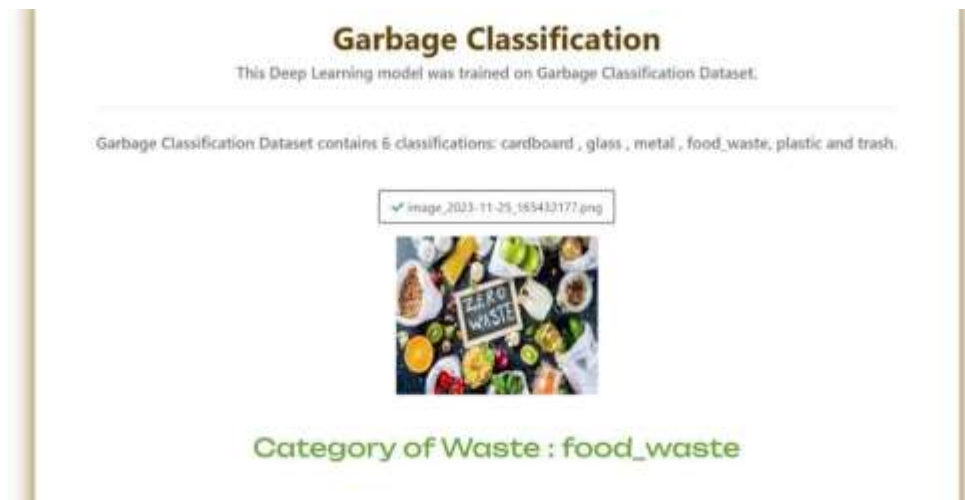 Garbage Classification
This Deep Learning model was trained on Garbage Classification Dataset.
Garbage Classification Dataset contains 6 classifications: cardboard , glass , metal , food_waste, plastic and trash.
✔ image_2023-11-25_165432177.png
ZERO
WASTE
Category of Waste : food_waste